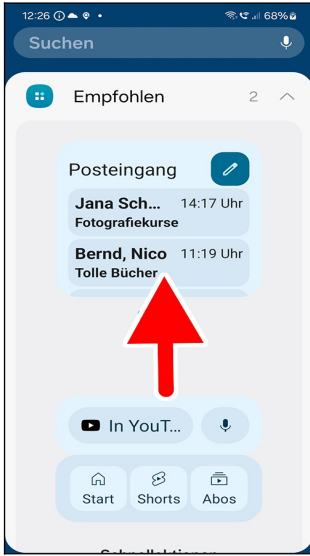 12:26
68%
Suchen
Empfohlen 2
Posteingang
Jana Sch... 14:17 Uhr
Fotografiekurse
Bernd, Nico 11:19 Uhr
Tolle Bücher
In YouT...
Start Shorts Abos